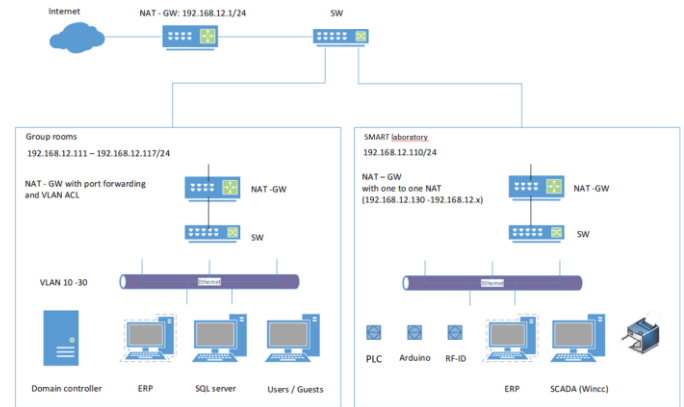 Internet
NAT - GW: 192.168.12.1/24
SW
Group rooms
192.168.12.111 – 192.168.12.117/24
NAT - GW with port forwarding
and VLAN ACL
NAT -GW
SW
VLAN 10 -30
Ethernet
Domain controller
ERP
SQL server
Users / Guests
SMART laboratory
192.168.12.110/24
NAT – GW
with one to one NAT
(192.168.12.130 -192.168.12.x)
NAT -GW
SW
Ethernet
PLC
Arduino
RF-ID
ERP
SCADA (Wincc)